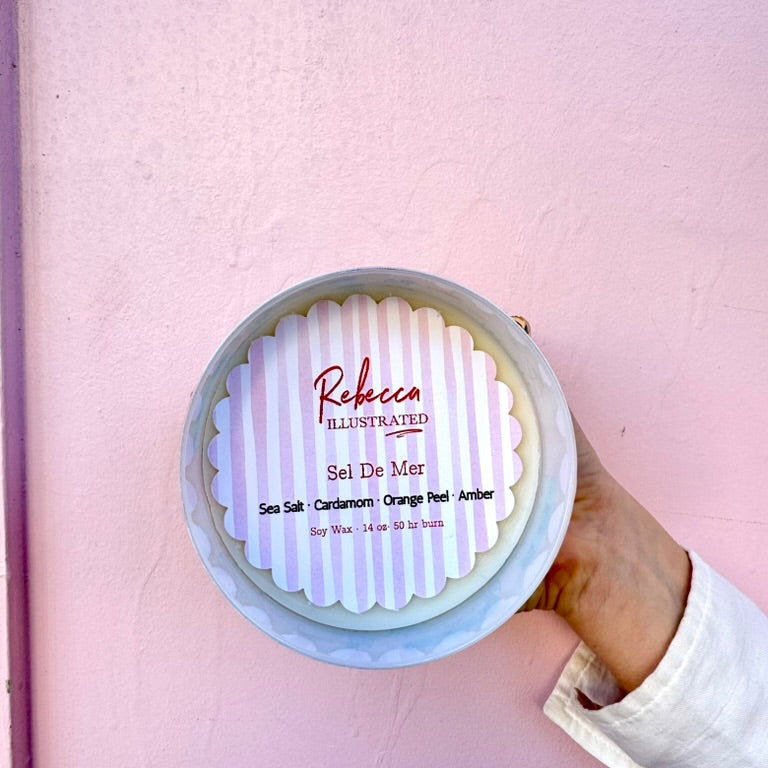 Rebecca
ILLUSTRATED
Sel De Mer
Sea Salt · Cardamom · Orange Peel · Amber
Soy Wax · 14 oz· 50 hr burn